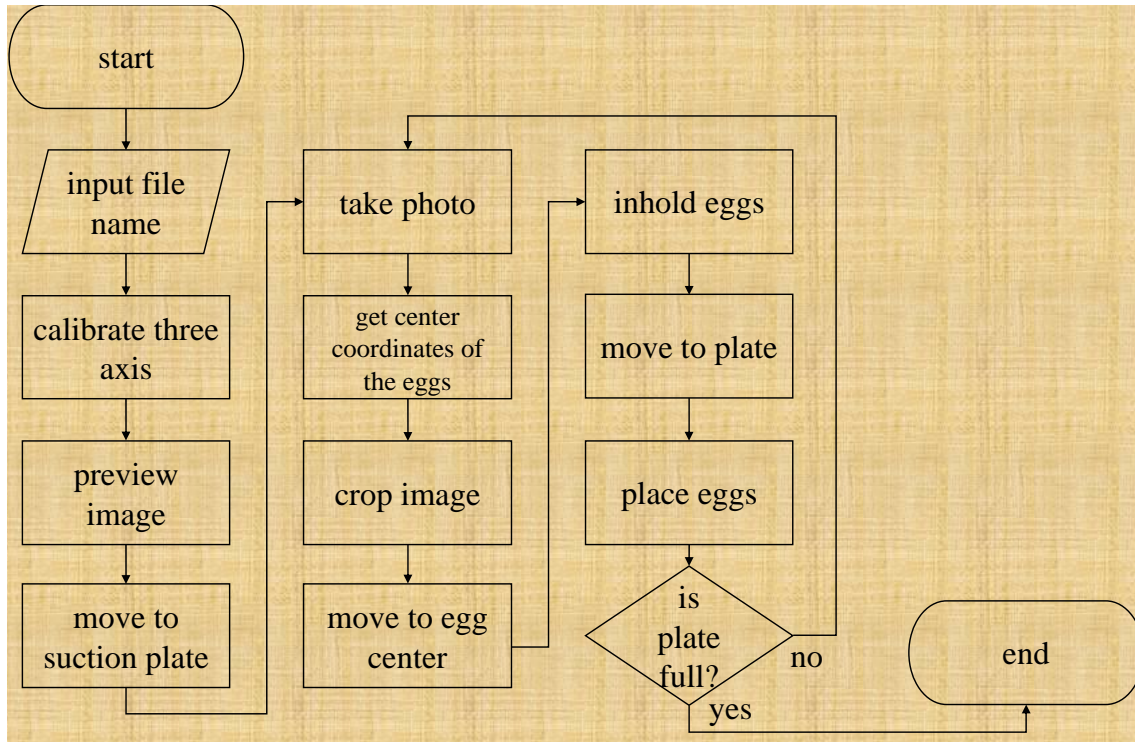 start
input file
name
calibrate three
axis
preview
image
move to
suction plate
take photo
get center
coordinates of
the eggs
crop image
move to egg
center
inhold eggs
move to plate
place eggs
is
plate
full?
no
yes
end